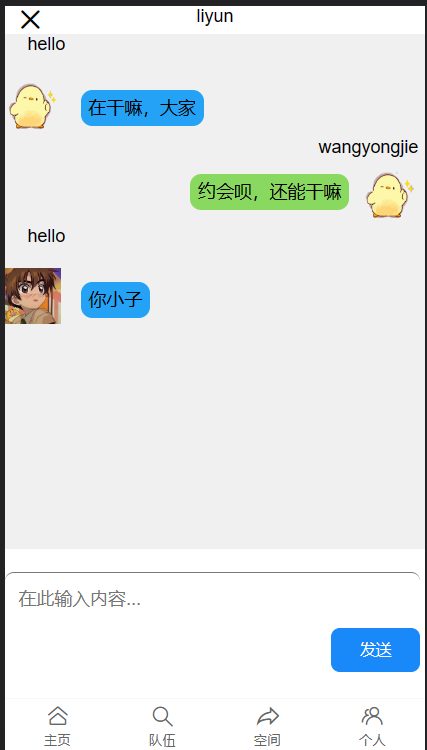 liyun
hello
在干嘛，大家
wangyongjie
约会呗，还能干嘛
hello
你小子
在此输入内容...
发送
主页
队伍
空间
个人